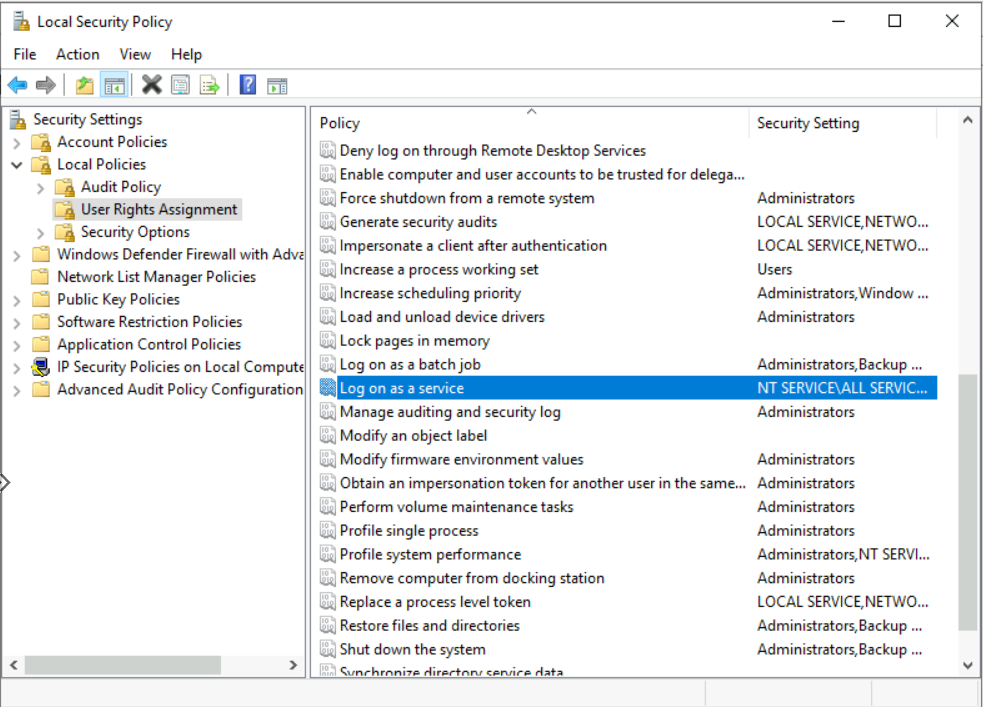 Local Security Policy
File Action View Help
Security Settings
Account Policies
Local Policies
Audit Policy
User Rights Assignment
Security Options
Windows Defender Firewall with Adva
Network List Manager Policies
Public Key Policies
Software Restriction Policies
Application Control Policies
IP Security Policies on Local Compute
Advanced Audit Policy Configuration
Policy Security Setting
Deny log on through Remote Desktop Services
Enable computer and user accounts to be trusted for delega...
Force shutdown from a remote system Administrators
Generate security audits LOCAL SERVICE,NETWO...
Impersonate a client after authentication LOCAL SERVICE,NETWO...
Increase a process working set Users
Increase scheduling priority Administrators,Window ...
Load and unload device drivers Administrators
Lock pages in memory
Log on as a batch job Administrators,Backup ...
Log on as a service NT SERVICE\ALL SERVIC...
Manage auditing and security log Administrators
Modify an object label
Modify firmware environment values Administrators
Obtain an impersonation token for another user in the same... Administrators
Perform volume maintenance tasks Administrators
Profile single process Administrators
Profile system performance Administrators,NT SERVI...
Remove computer from docking station Administrators
Replace a process level token LOCAL SERVICE,NETWO...
Restore files and directories Administrators,Backup ...
Shut down the system Administrators,Backup ...
Synchronize directory service data